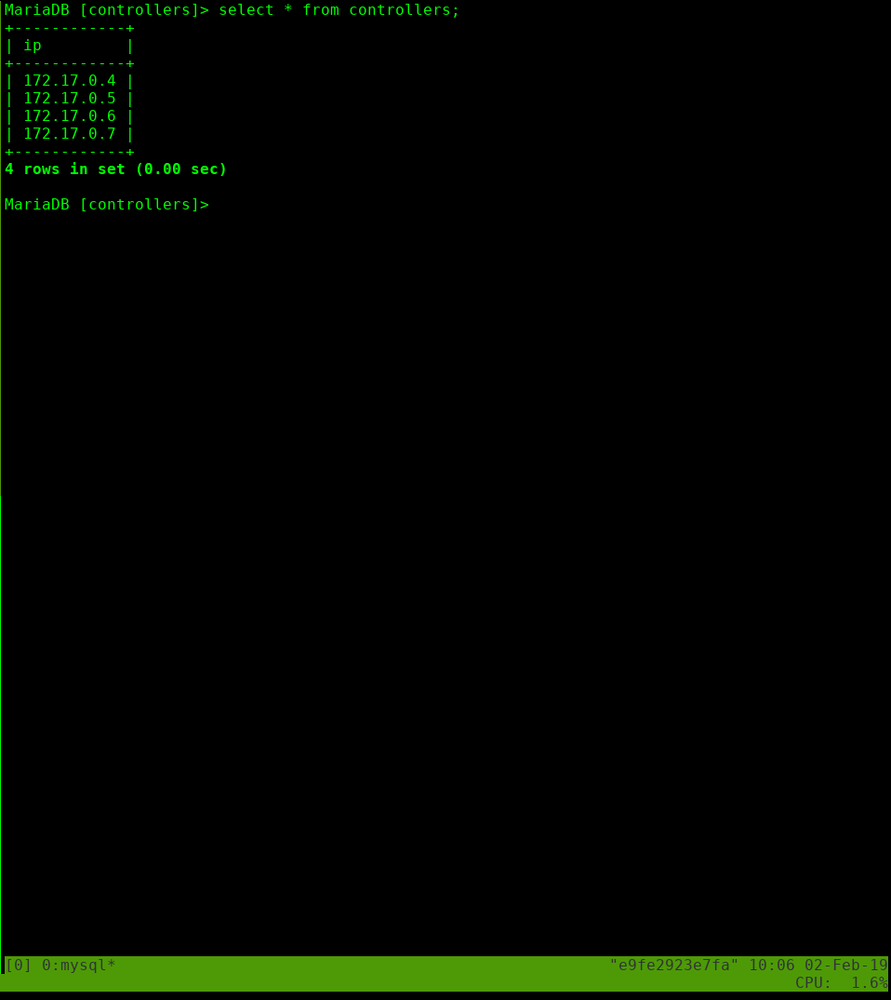 MariaDB [controllers]> select * from controllers;
+------------+
| ip         |
+------------+
| 172.17.0.4 |
| 172.17.0.5 |
| 172.17.0.6 |
| 172.17.0.7 |
+------------+
4 rows in set (0.00 sec)
MariaDB [controllers]>
[0] 0:mysql* "e9fe2923e7fa" 10:06 02-Feb-19
CPU:  1.6%